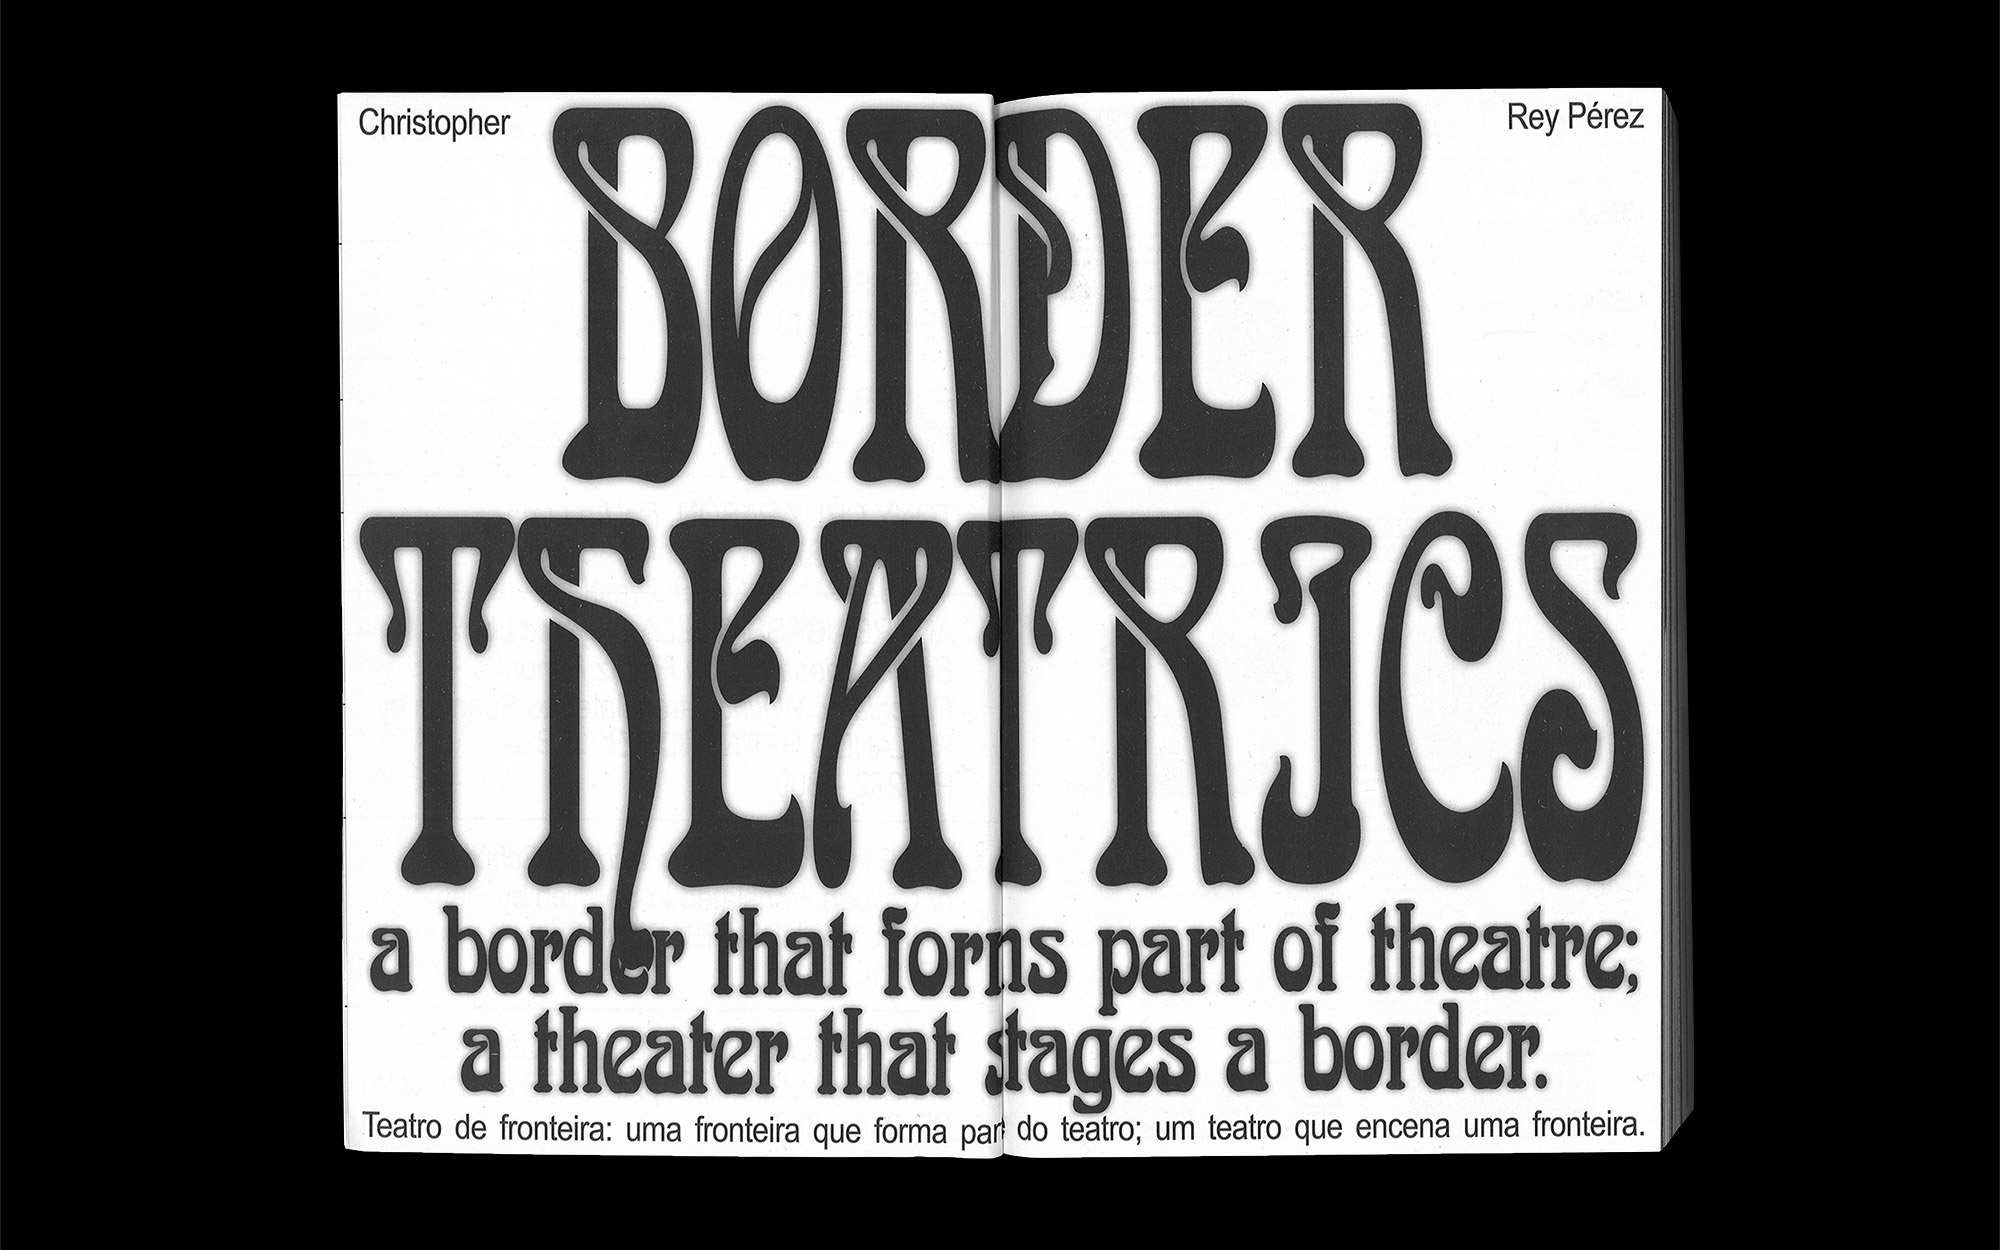 Christopher
Rey Pérez
BORDER
THEATRICS
a border that forms part of theatre;
a theater that stages a border.
Teatro de fronteira: uma fronteira que forma part do teatro; um teatro que encena uma fronteira.